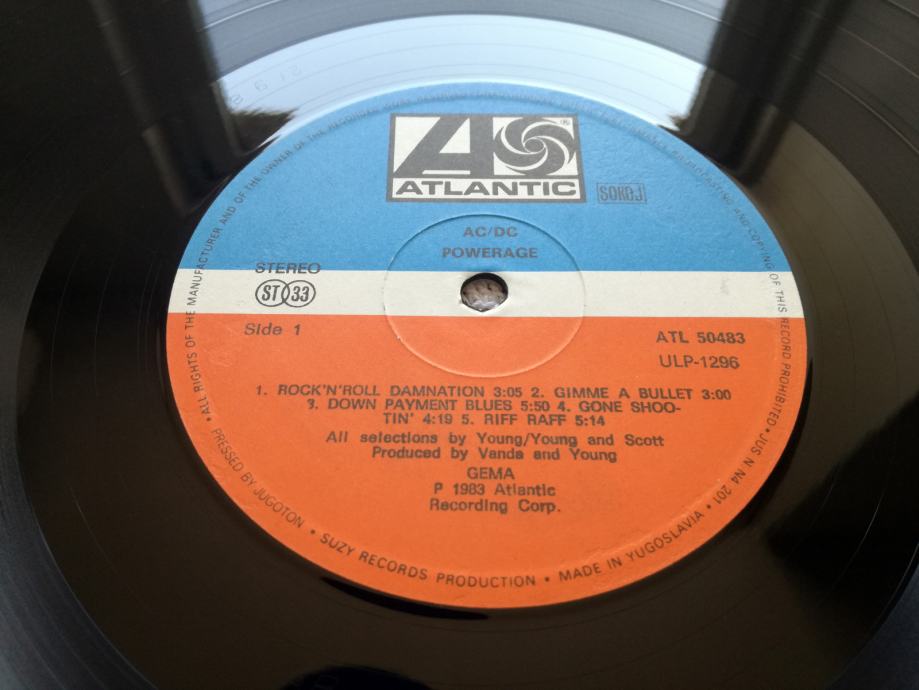 ATLANTIC
®
SOKOJ
AC/DC
POWERAGE
STEREO
ST 33
Side 1
ATL 50483
ULP-1296
1. ROCK'N'ROLL DAMNATION 3:05 2. GIMME A BULLET 3:00
3. DOWN PAYMENT BLUES 5:50 4. GONE SHOO-
TIN' 4:19 5. RIFF RAFF 5:14
All selections by Young/Young and Scott
Produced by Vanda and Young
GEMA
P 1983 Atlantic
Recording Corp.
• ALL RIGHTS OF THE MANUFACTURER AND OF THE OWNER OF THE RECORDED WORK AND COPYING OF THIS RECORD PROHIBITED • JUS N N4 201 • MADE IN YUGOSLAVIA • SUZY RECORDS PRODUCTION • PRESSED BY JUGOTON